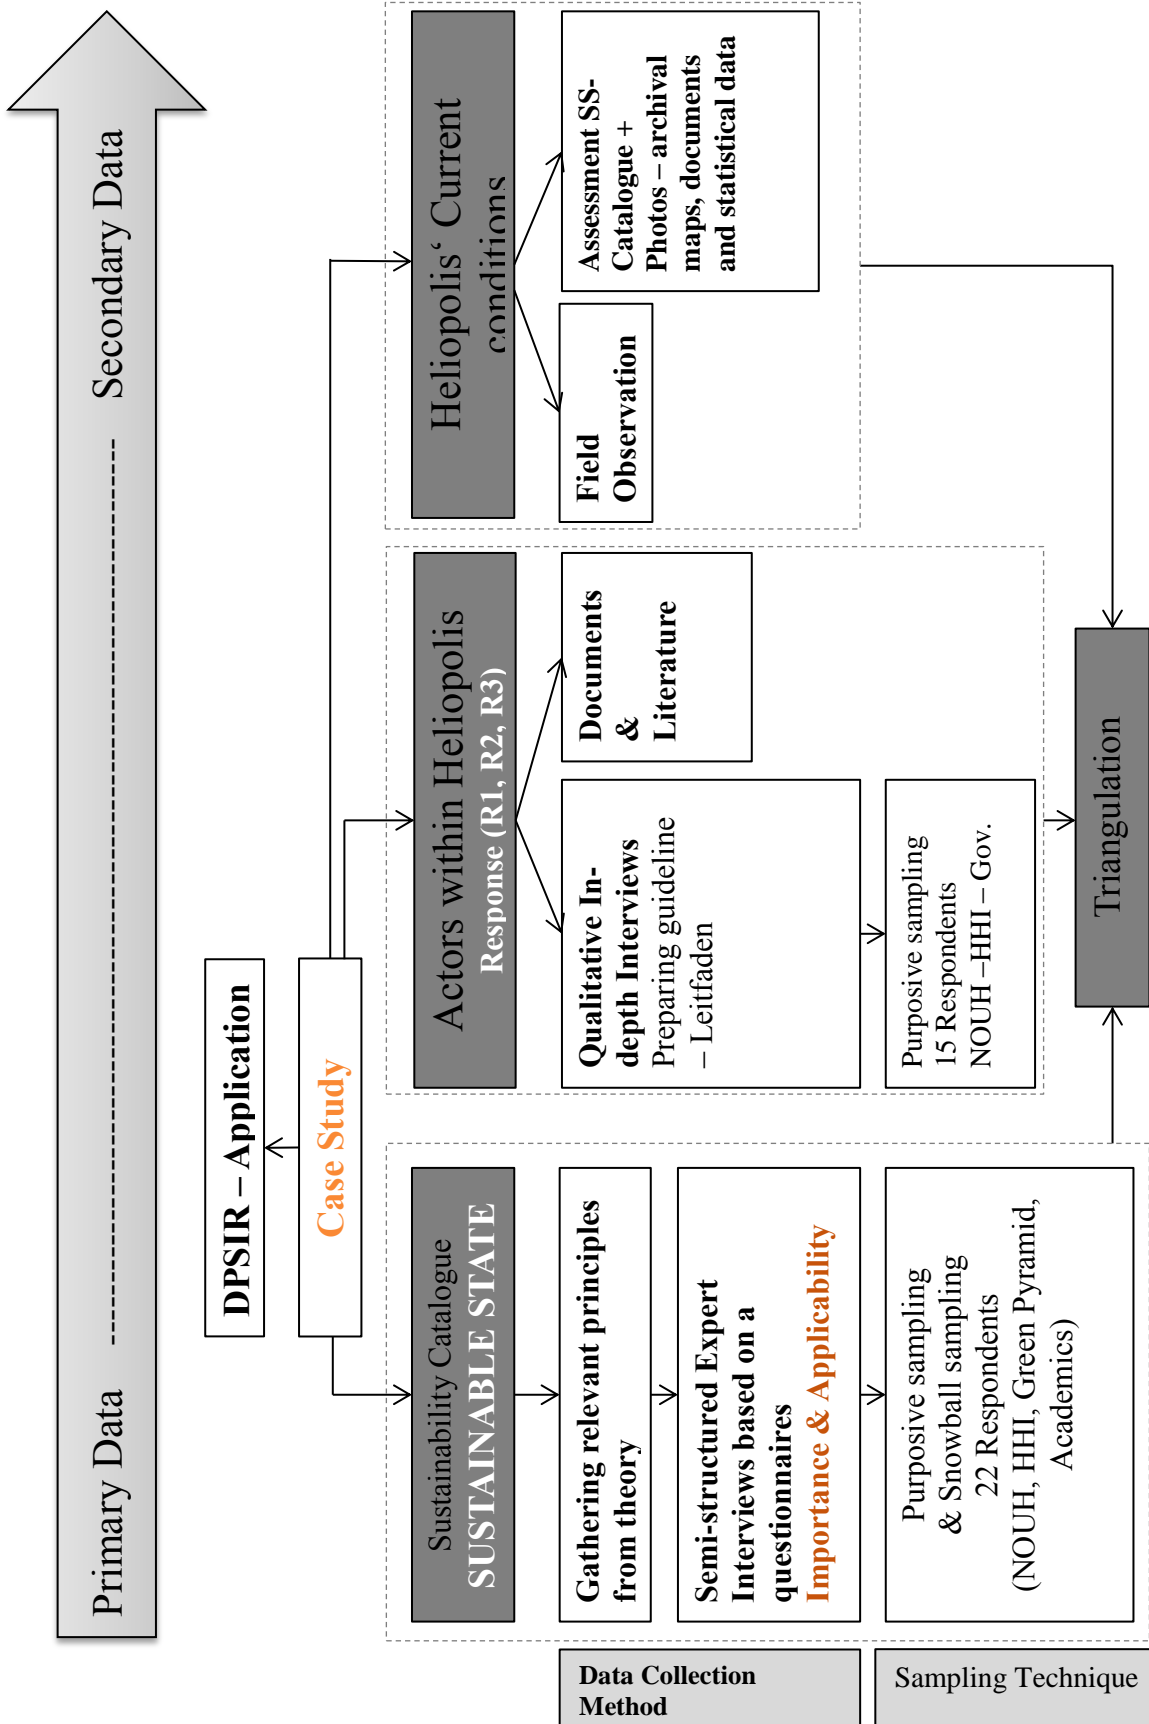 Primary Data ---------------------- Secondary Data
DPSIR – Application
Case Study
Sustainability Catalogue
SUSTAINABLE STATE
Actors within Heliopolis
Response (R1, R2, R3)
Heliopolis‘ Current
conditions
Data Collection
Method
Gathering relevant principles
from theory
Semi-structured Expert
Interviews based on a
questionnaires
Importance & Applicability
Qualitative In-
depth Interviews
Preparing guideline
– Leitfaden
Documents
&
Literature
Field
Observation
Assessment SS-
Catalogue +
Photos – archival
maps, documents
and statistical data
Sampling Technique
Purposive sampling
& Snowball sampling
22 Respondents
(NOUH, HHI, Green Pyramid,
Academics)
Purposive sampling
15 Respondents
NOUH –HHI – Gov.
Triangulation